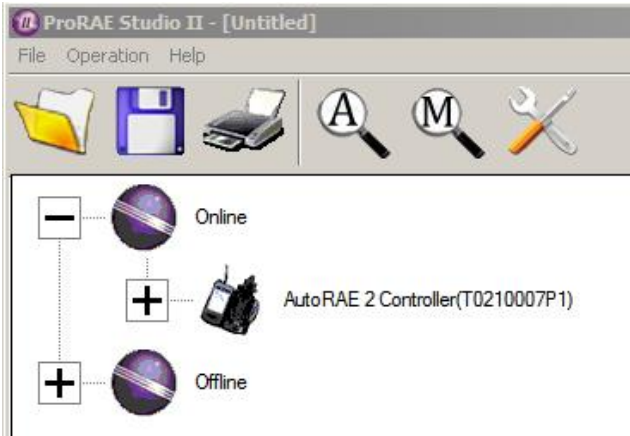 ProRAE Studio II - [Untitled]
File Operation Help
A M
Online
AutoRAE 2 Controller(T0210007P1)
Offline